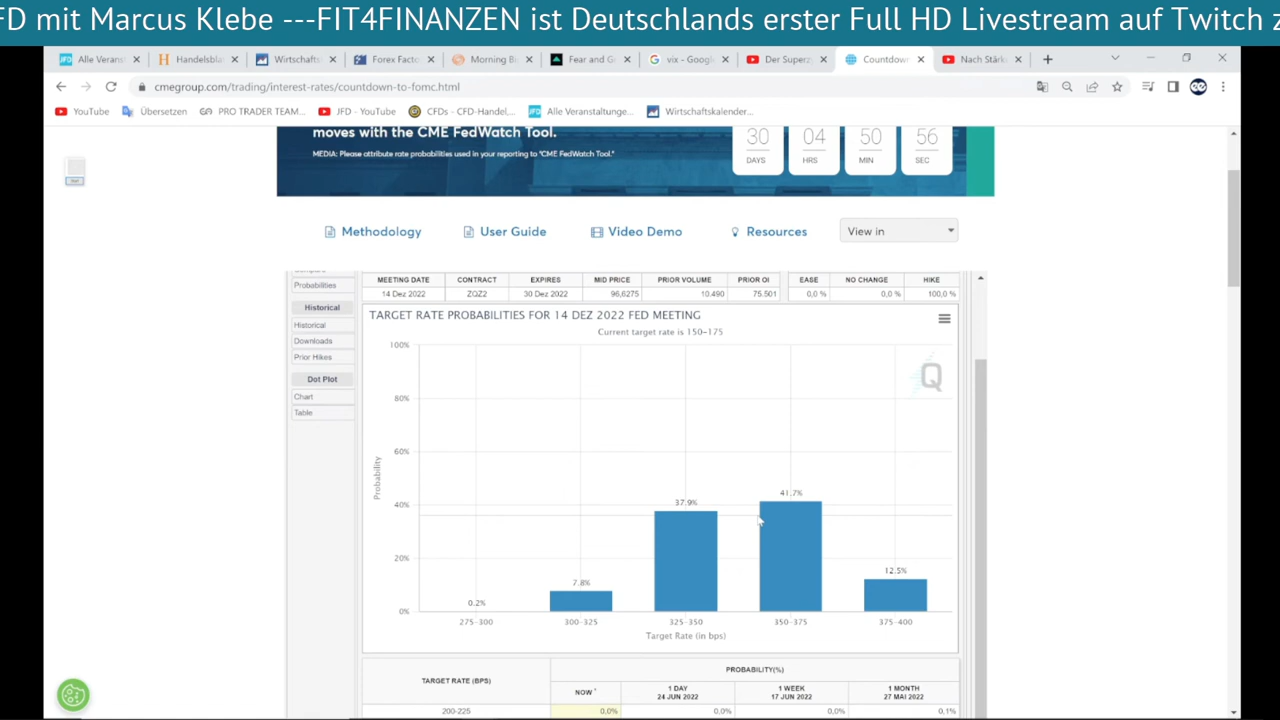 FD mit Marcus Klebe ---FIT4FINANZEN ist Deutschlands erster Full HD Livestream auf Twitch z
Alle Verans Handelsbla Wirtschafts Forex Facto Morning Bri Fear and Gr vix - Google Der Superz Countdown Nach Stärk
cmegroup.com/trading/interest-rates/countdown-to-fomc.html
YouTube Übersetzen PRO TRADER TEAM... JFD - YouTube CFDs - CFD-Handel,... Alle Veranstaltunge... Wirtschaftskalender...
moves with the CME FedWatch Tool.
MEDIA: Please attribute rate probabilities used in your reporting to "CME FedWatch Tool."
30 04 50 56
DAYS HRS MIN SEC
Methodology User Guide Video Demo Resources View in
Probabilities
Historical
Historical
Downloads
Prior Hikes
Dot Plot
Chart
Table
MEETING DATE CONTRACT EXPIRES MID PRICE PRIOR VOLUME PRIOR OI EASE NO CHANGE HIKE
14 Dez 2022 ZQZ2 30 Dez 2022 96,6275 10.490 75.501 0,0 % 0,0 % 100,0 %
TARGET RATE PROBABILITIES FOR 14 DEZ 2022 FED MEETING
Current target rate is 150-175
Q
Probability
100%
80%
60%
40%
20%
0%
0.2%
7.8%
37.9%
41.7%
12.5%
275-300 300-325 325-350 350-375 375-400
Target Rate (in bps)
TARGET RATE (BPS) PROBABILITY(%)
NOW * 1 DAY 24 JUN 2022 1 WEEK 17 JUN 2022 1 MONTH 27 MAI 2022
200-225 0,0% 0,0% 0,0% 0,1%